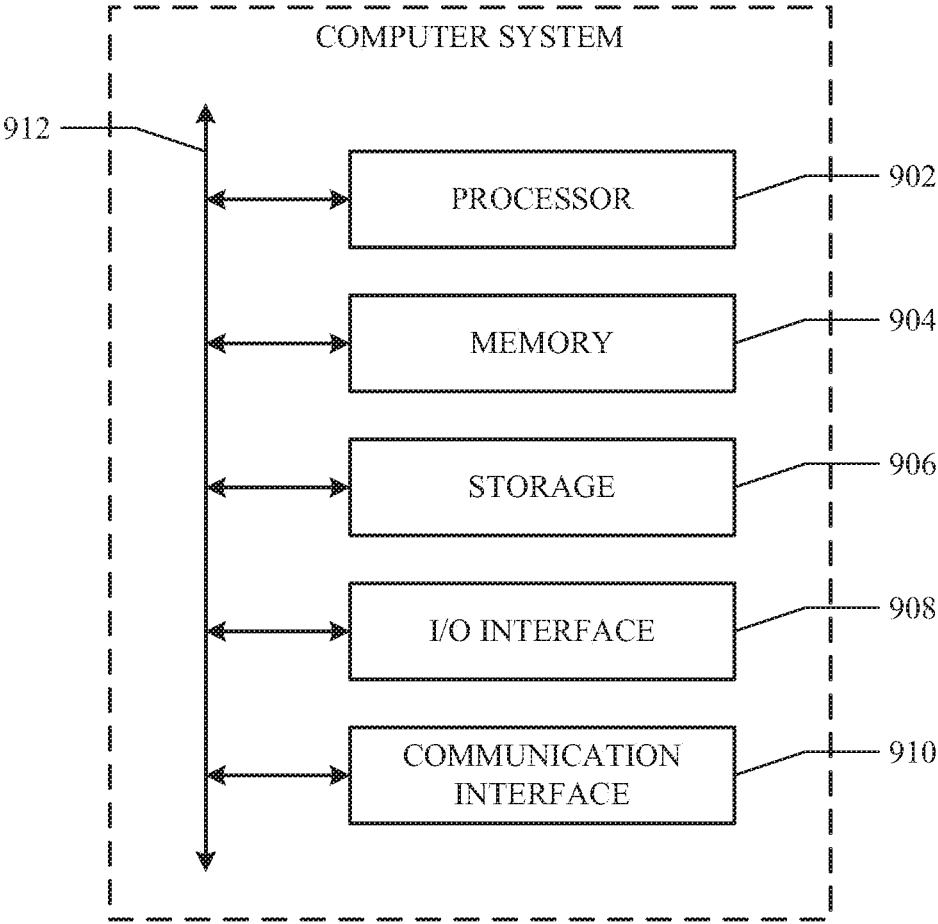 COMPUTER SYSTEM
912
PROCESSOR
902
MEMORY
904
STORAGE
906
I/O INTERFACE
908
COMMUNICATION
INTERFACE
910